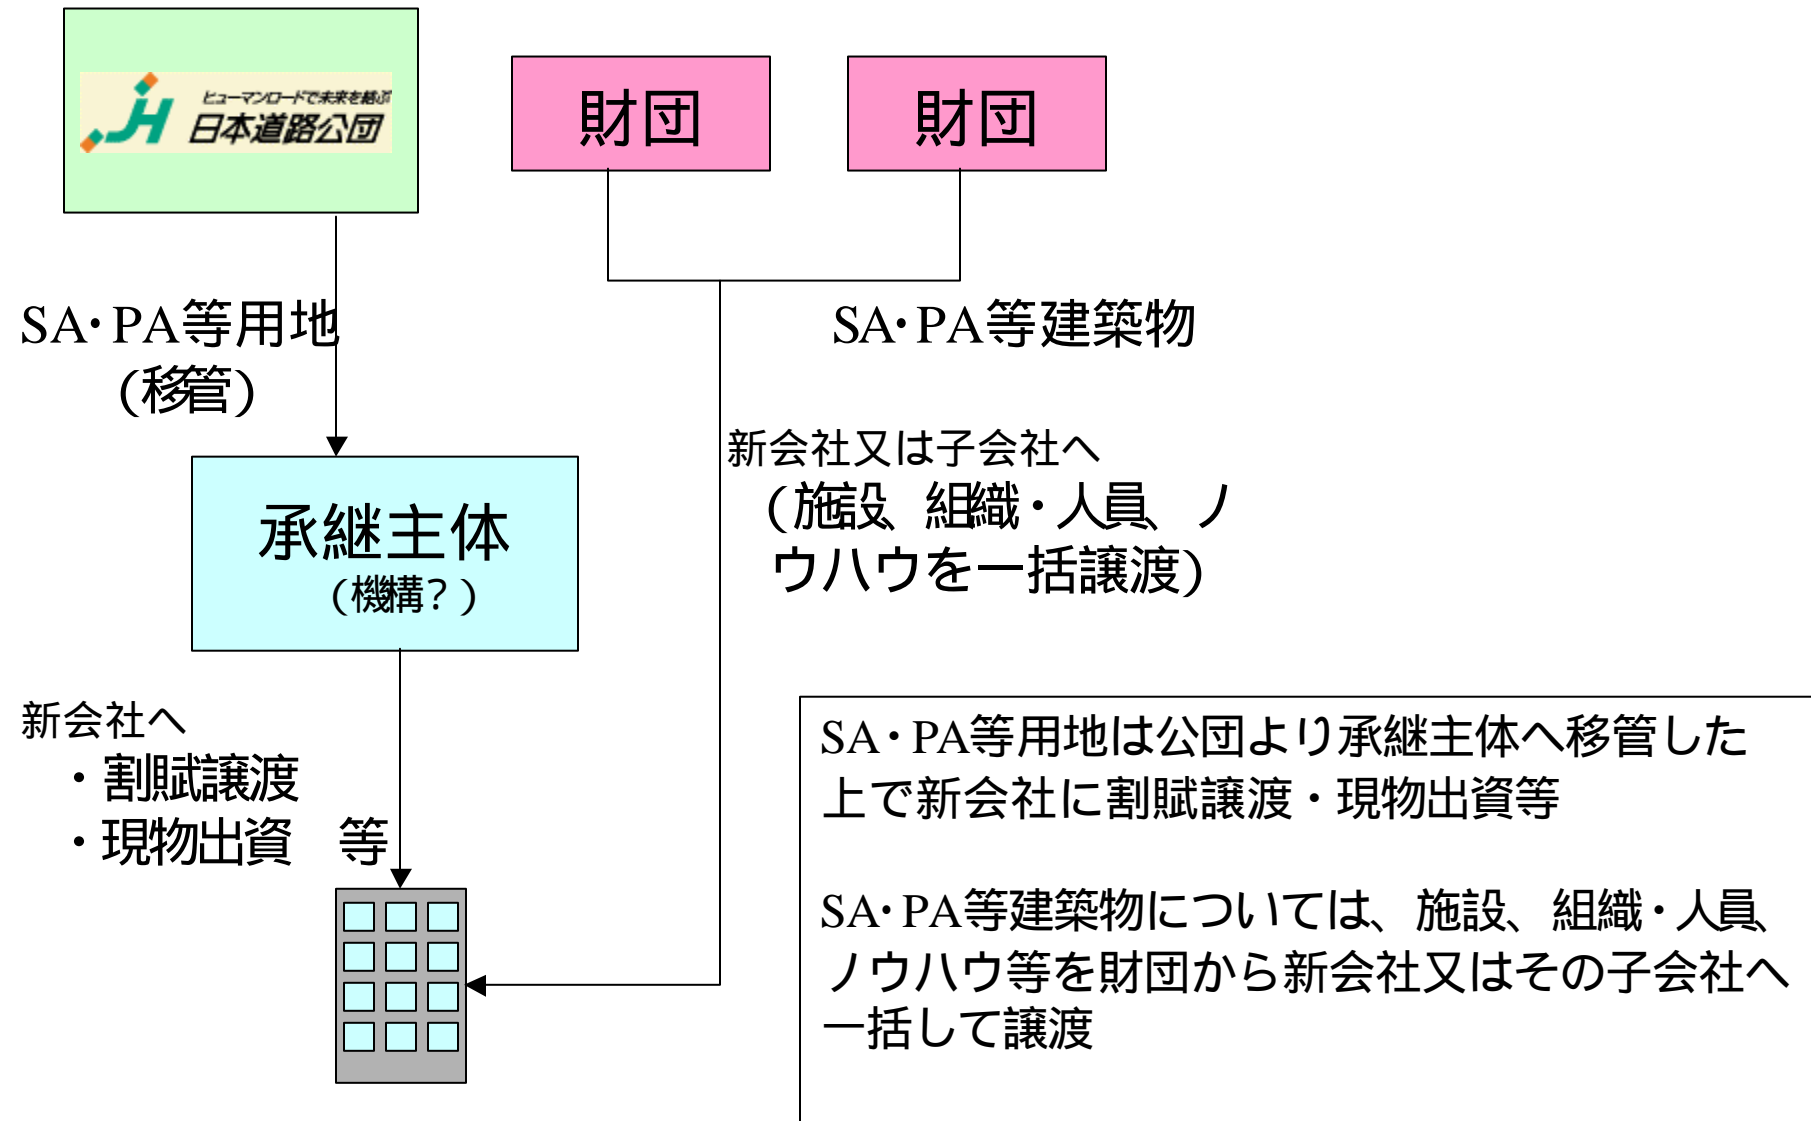 ヒューマンロードで未来を結ぶ
JH 日本道路公団
財団
財団
SA・PA等用地
(移管)
SA・PA等建築物
新会社又は子会社へ
(施設、組織・人員、ノ
ウハウを一括譲渡)
承継主体
(機構?)
新会社へ
・割賦譲渡
・現物出資 等
SA・PA等用地は公団より承継主体へ移管した
上で新会社に割賦譲渡・現物出資等
SA・PA等建築物については、施設、組織・人員、
ノウハウ等を財団から新会社又はその子会社へ
一括して譲渡